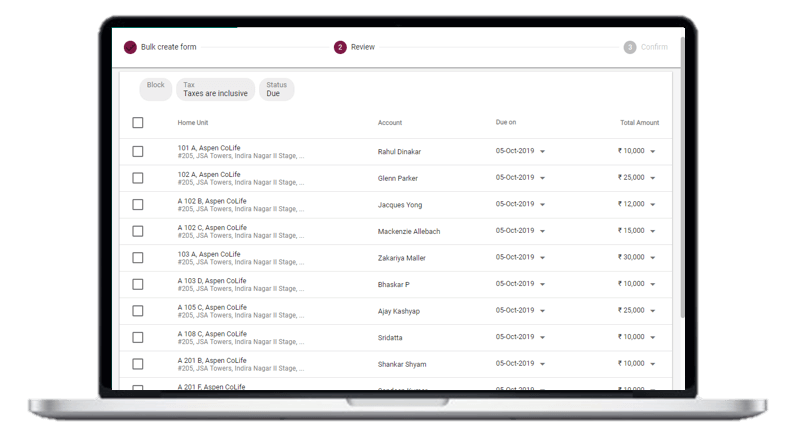 Bulk create form
2
Review
3
Confirm
Block
Tax
Taxes are inclusive
Status
Due
Home Unit
Account
Due on
Total Amount
101 A, Aspen CoLife
#205, JSA Towers, Indira Nagar II Stage, ...
Rahul Dinakar
05-Oct-2019
₹ 10,000
102 A, Aspen CoLife
#205, JSA Towers, Indira Nagar II Stage, ...
Glenn Parker
05-Oct-2019
₹ 25,000
A 102 B, Aspen CoLife
#205, JSA Towers, Indira Nagar II Stage, ...
Jacques Yong
05-Oct-2019
₹ 12,000
A 102 C, Aspen CoLife
#205, JSA Towers, Indira Nagar II Stage, ...
Mackenzie Allebach
05-Oct-2019
₹ 15,000
103 A, Aspen CoLife
#205, JSA Towers, Indira Nagar II Stage, ...
Zakariya Maller
05-Oct-2019
₹ 30,000
A 103 D, Aspen CoLife
#205, JSA Towers, Indira Nagar II Stage, ...
Bhaskar P
05-Oct-2019
₹ 10,000
A 105 C, Aspen CoLife
#205, JSA Towers, Indira Nagar II Stage, ...
Ajay Kashyap
05-Oct-2019
₹ 25,000
A 108 C, Aspen CoLife
#205, JSA Towers, Indira Nagar II Stage, ...
Sridatta
05-Oct-2019
₹ 10,000
A 201 B, Aspen CoLife
#205, JSA Towers, Indira Nagar II Stage, ...
Shankar Shyam
05-Oct-2019
₹ 10,000
A 201 F, Aspen CoLife
05-Oct-2019
₹ 10,000